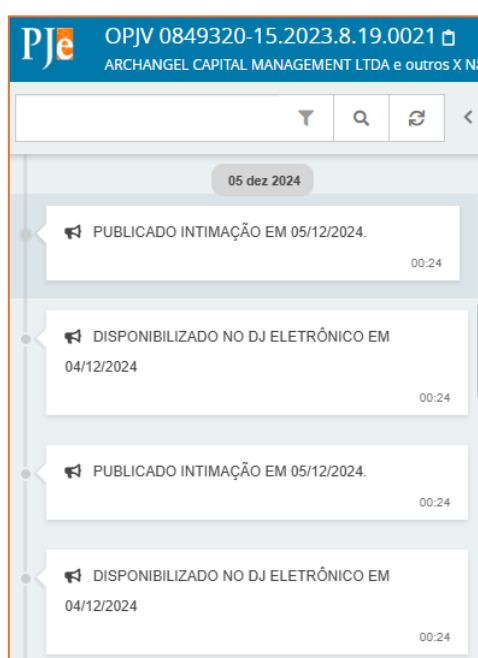 PJe
OPJV 0849320-15.2023.8.19.0021
ARCHANGEL CAPITAL MANAGEMENT LTDA e outros X
05 dez 2024
PUBLICADO INTIMAÇÃO EM 05/12/2024.
00:24
DISPONIBILIZADO NO DJ ELETRÔNICO EM
04/12/2024
00:24
PUBLICADO INTIMAÇÃO EM 05/12/2024.
00:24
DISPONIBILIZADO NO DJ ELETRÔNICO EM
04/12/2024
00:24